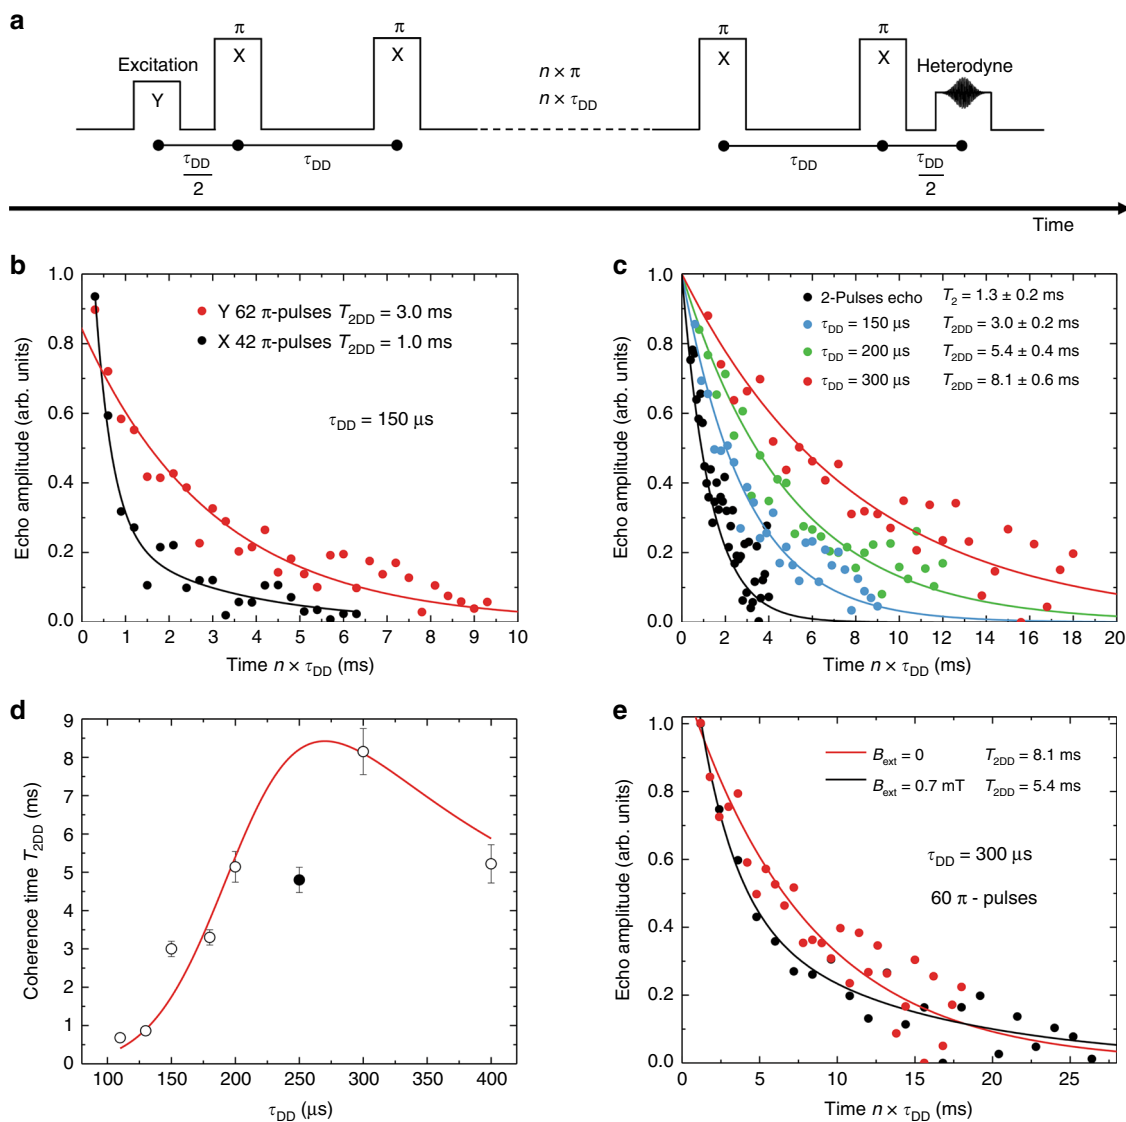 a
π π π π
X X X X
Excitation
Y
n × π
n × τDD
Heterodyne
τDD/2 τDD τDD τDD/2
Time
b
Echo amplitude (arb. units)
1.0
0.8
0.6
0.4
0.2
0.0
Y 62 π-pulses T2DD = 3.0 ms
X 42 π-pulses T2DD = 1.0 ms
τDD = 150 µs
0 1 2 3 4 5 6 7 8 9 10
Time n × τDD (ms)
c
Echo amplitude (arb. units)
1.0
0.8
0.6
0.4
0.2
0.0
2-Pulses echo T2 = 1.3 ± 0.2 ms
τDD = 150 µs T2DD = 3.0 ± 0.2 ms
τDD = 200 µs T2DD = 5.4 ± 0.4 ms
τDD = 300 µs T2DD = 8.1 ± 0.6 ms
0 2 4 6 8 10 12 14 16 18 20
Time n × τDD (ms)
d
Coherence time T2DD (ms)
9
8
7
6
5
4
3
2
1
0
100 150 200 250 300 350 400
τDD (µs)
e
Echo amplitude (arb. units)
1.0
0.8
0.6
0.4
0.2
0.0
Bext = 0 T2DD = 8.1 ms
Bext = 0.7 mT T2DD = 5.4 ms
τDD = 300 µs
60 π - pulses
0 5 10 15 20 25
Time n × τDD (ms)